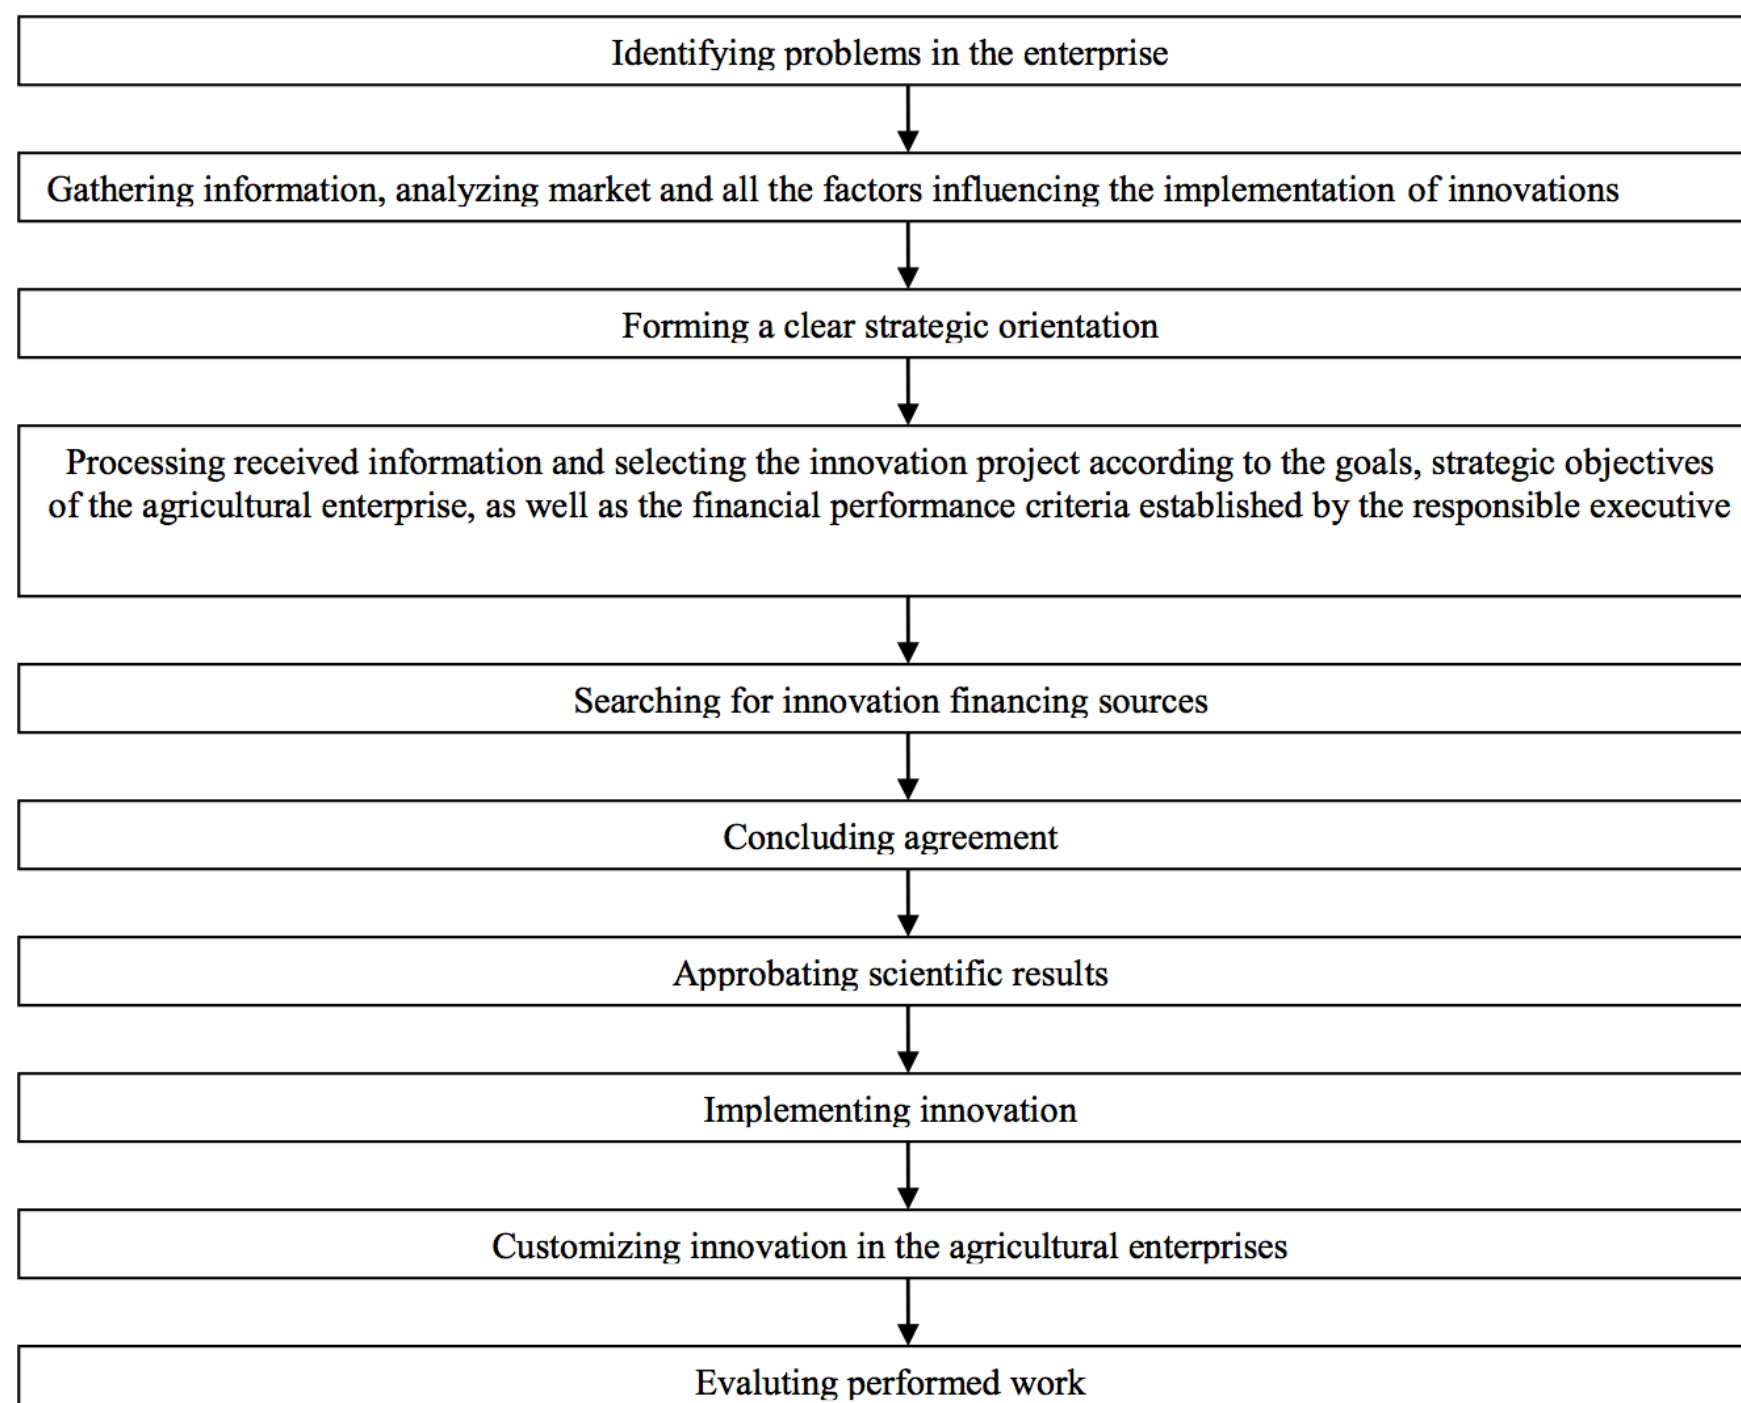 Identifying problems in the enterprise
Gathering information, analyzing market and all the factors influencing the implementation of innovations
Forming a clear strategic orientation
Processing received information and selecting the innovation project according to the goals, strategic objectives
of the agricultural enterprise, as well as the financial performance criteria established by the responsible executive
Searching for innovation financing sources
Concluding agreement
Approbating scientific results
Implementing innovation
Customizing innovation in the agricultural enterprises
Evaluting performed work